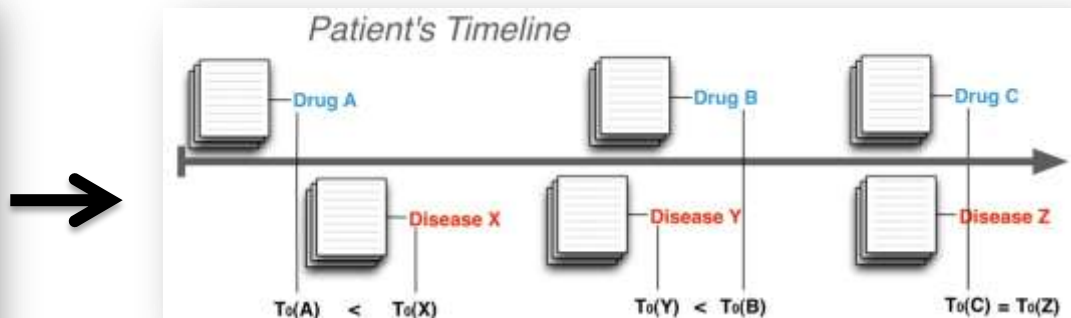 Patient's Timeline
Drug A
Drug B
Drug C
Disease X
Disease Y
Disease Z
T₀(A) < T₀(X)
T₀(Y) < T₀(B)
T₀(C) = T₀(Z)